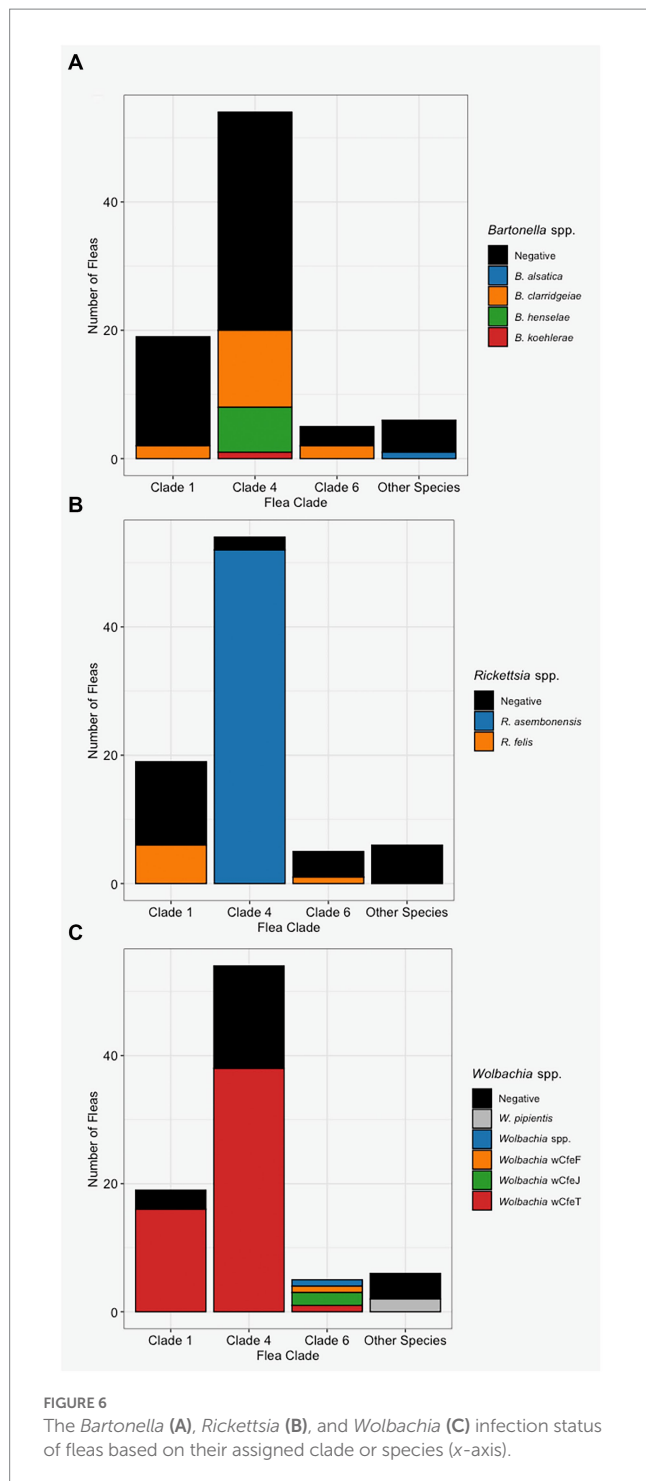 A
Number of Fleas
40
20
0
Clade 1 Clade 4 Clade 6 Other Species
Flea Clade
Bartonella spp.
Negative
B. alsatica
B. clarridgeiae
B. henselae
B. koehlerae
B
Number of Fleas
40
20
0
Clade 1 Clade 4 Clade 6 Other Species
Flea Clade
Rickettsia spp.
Negative
R. asembonensis
R. felis
C
Number of Fleas
40
20
0
Clade 1 Clade 4 Clade 6 Other Species
Flea Clade
Wolbachia spp.
Negative
W. pipientis
Wolbachia spp.
Wolbachia wCfeF
Wolbachia wCfeJ
Wolbachia wCfeT
FIGURE 6
The Bartonella (A), Rickettsia (B), and Wolbachia (C) infection status
of fleas based on their assigned clade or species (x-axis).